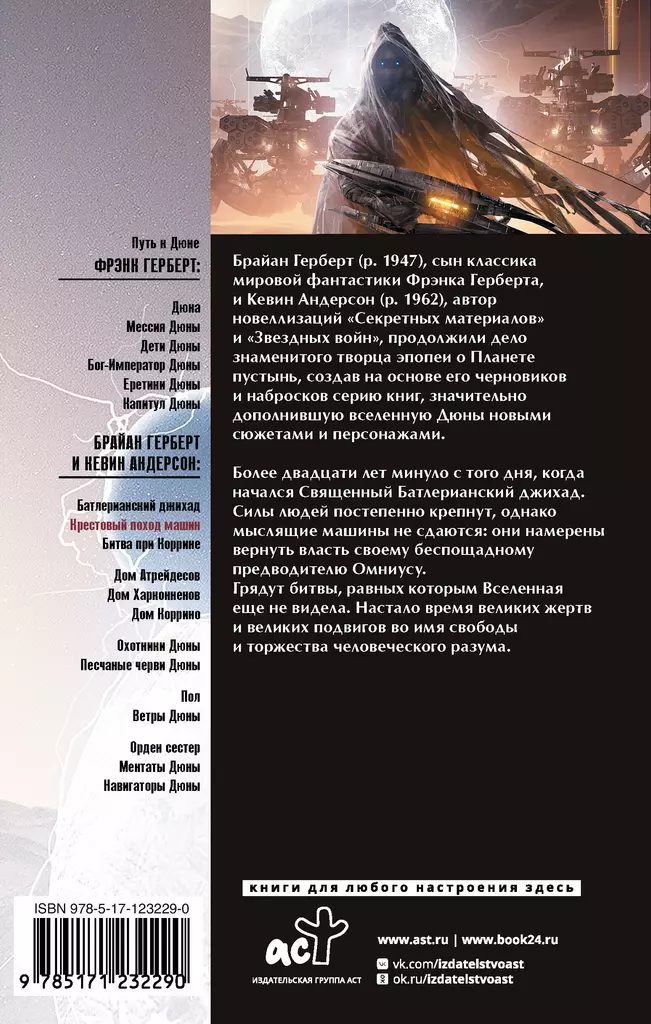 Путь к Дюне
ФРЭНК ГЕРБЕРТ:
Дюна
Мессия Дюны
Дети Дюны
Бог-Император Дюны
Еретики Дюны
Капитул Дюны
БРАЙАН ГЕРБЕРТ
И КЕВИН АНДЕРСОН:
Батлерианский джихад
Крестовый поход машин
Битва при Коррине
Дом Атрейдесов
Дом Харконненов
Дом Коррино
Охотники Дюны
Песчаные черви Дюны
Пол
Ветры Дюны
Орден сестер
Ментаты Дюны
Навигаторы Дюны
Брайан Герберт (р. 1947), сын классика
мировой фантастики Фрэнка Герберта,
и Кевин Андерсон (р. 1962), автор
новеллизаций «Секретных материалов»
и «Звездных войн», продолжили дело
знаменитого творца эпопеи о Планете
пустынь, создав на основе его черновиков
и набросков серию книг, значительно
дополнившую вселенную Дюны новыми
сюжетами и персонажами.
Более двадцати лет минуло с того дня, когда
начался Священный Батлерианский джихад.
Силы людей постепенно крепнут, однако
мыслящие машины не сдаются: они намерены
вернуть власть своему беспощадному
предводителю Омниусу.
Грядут битвы, равных которым Вселенная
еще не видела. Настало время великих жертв
и великих подвигов во имя свободы
и торжества человеческого разума.
книги для любого настроения здесь
ISBN 978-5-17-123229-0
9 785171 232290
аст
ИЗДАТЕЛЬСКАЯ ГРУППА АСТ
www.ast.ru | www.book24.ru
vk.com/izdatelstvoast
ok.ru/izdatelstvoast